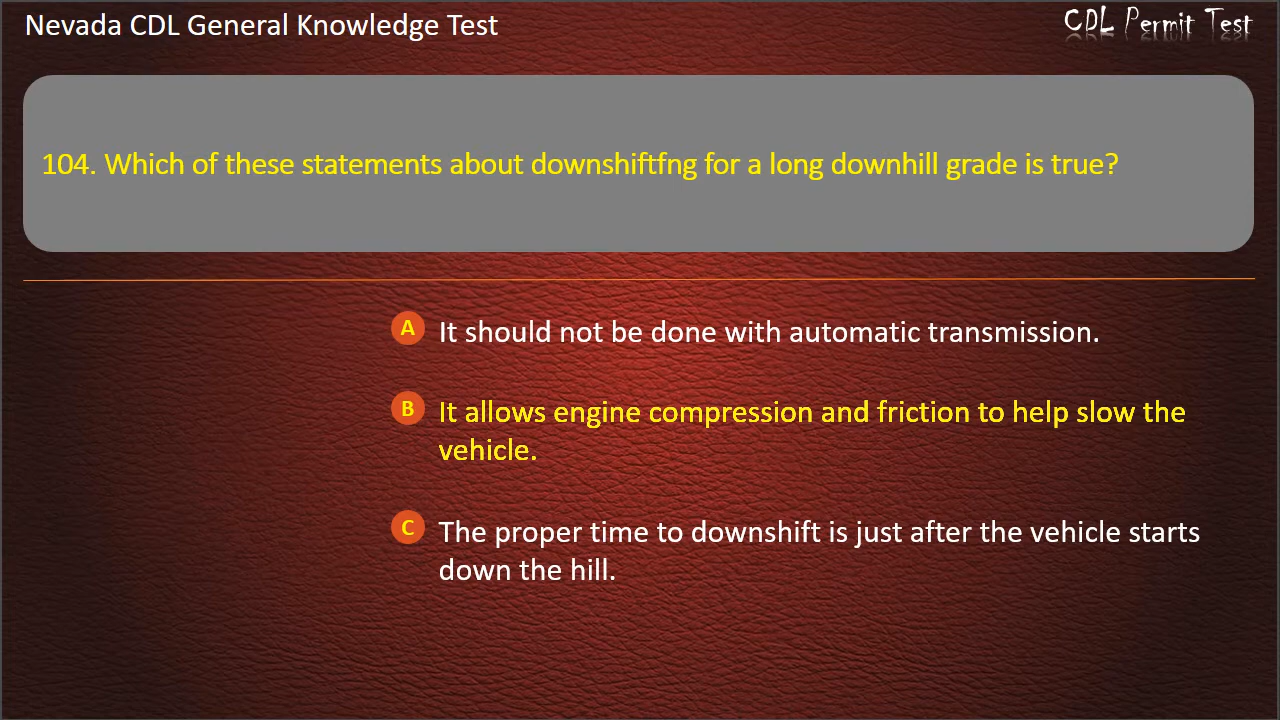 Nevada CDL General Knowledge Test
CDL Permit Test
104. Which of these statements about downshiftfng for a long downhill grade is true?
A It should not be done with automatic transmission.
B It allows engine compression and friction to help slow the
vehicle.
C The proper time to downshift is just after the vehicle starts
down the hill.